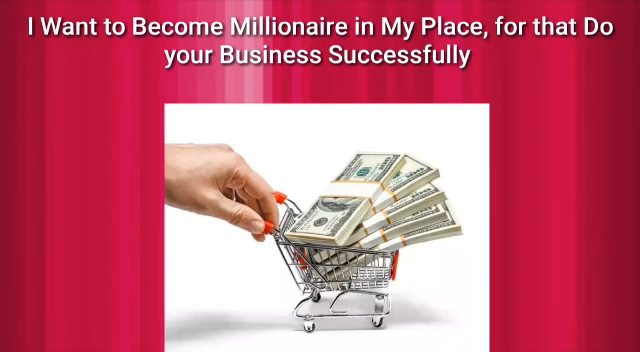 I Want to Become Millionaire in My Place, for that Do
your Business Successfully